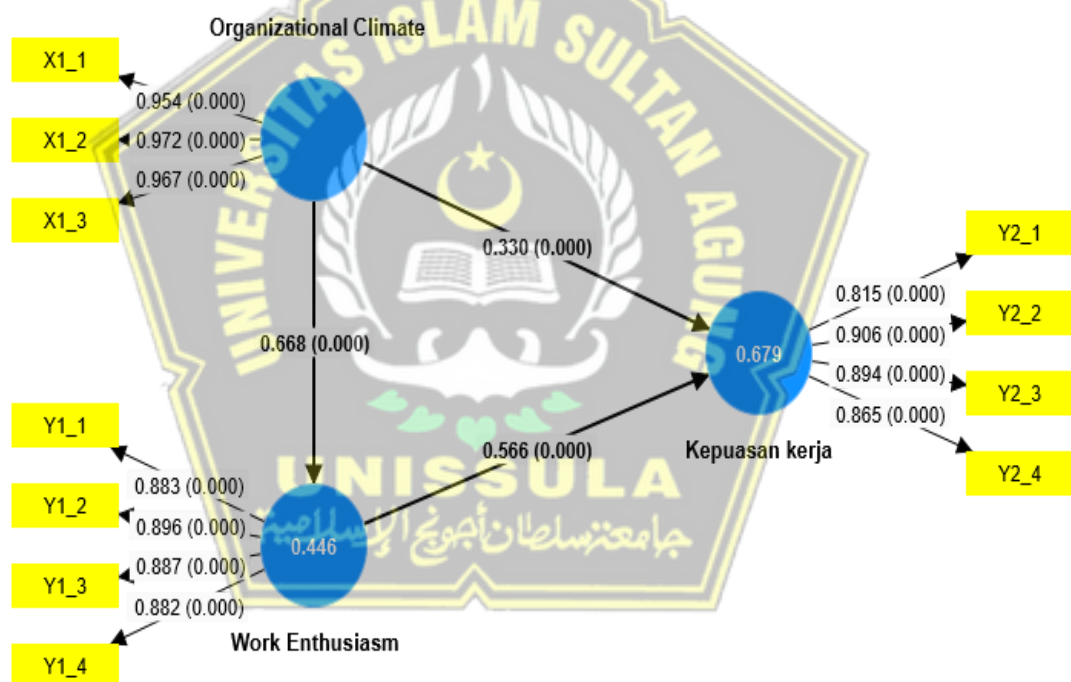 Organizational Climate
X1_1
X1_2
X1_3
0.954 (0.000)
0.972 (0.000)
0.967 (0.000)
0.330 (0.000)
0.668 (0.000)
Y2_1
Y2_2
Y2_3
Y2_4
0.815 (0.000)
0.906 (0.000)
0.894 (0.000)
0.865 (0.000)
0.679
Kepuasan kerja
0.566 (0.000)
Y1_1
Y1_2
Y1_3
Y1_4
0.883 (0.000)
0.896 (0.000)
0.887 (0.000)
0.882 (0.000)
0.446
Work Enthusiasm
UNIVERSITAS ISLAM SULTAN AGUNG
UNISSULA
جامعتنسلطان أجونج الإسلامية